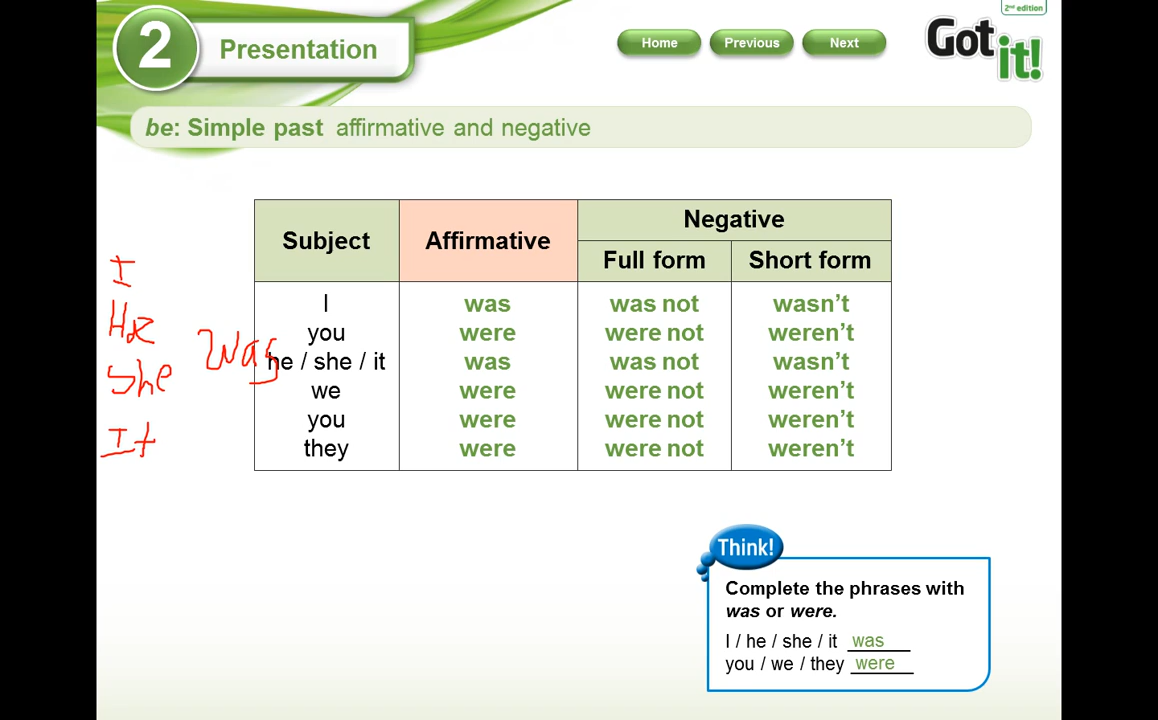 2nd edition
2 Presentation
Home Previous Next
Got it!
be: Simple past affirmative and negative
Subject Affirmative Negative
Full form Short form
I was was not wasn't
you were were not weren't
he / she / it was was not wasn't
we were were not weren't
you were were not weren't
they were were not weren't
I
He
She
It
Was
Think!
Complete the phrases with
was or were.
I / he / she / it was
you / we / they were